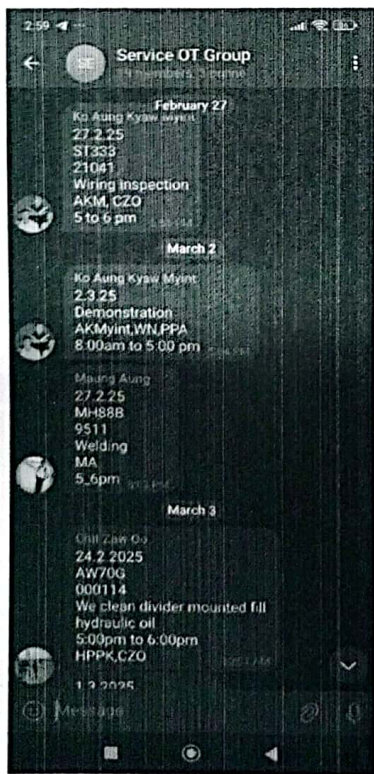 2:59
Service OT Group
February 27
Ko Aung Kyaw Myint
27.2.25
ST333
21041
Wiring inspection
AKM, CZO
5 to 6 pm
March 2
Ko Aung Kyaw Myint
2.3.25
Demonstration
AKMyint,WN,PPA
8:00am to 5:00 pm
Maung Aung
27.2.25
MH88B
9511
Welding
MA
5_6pm
March 3
Chit Zaw Oo
24.2.2025
AW70G
000114
We clean divider mounted fill
hydraulic oil
5:00pm to 6:00pm
HPPK,CZO
1.3.2025
Message